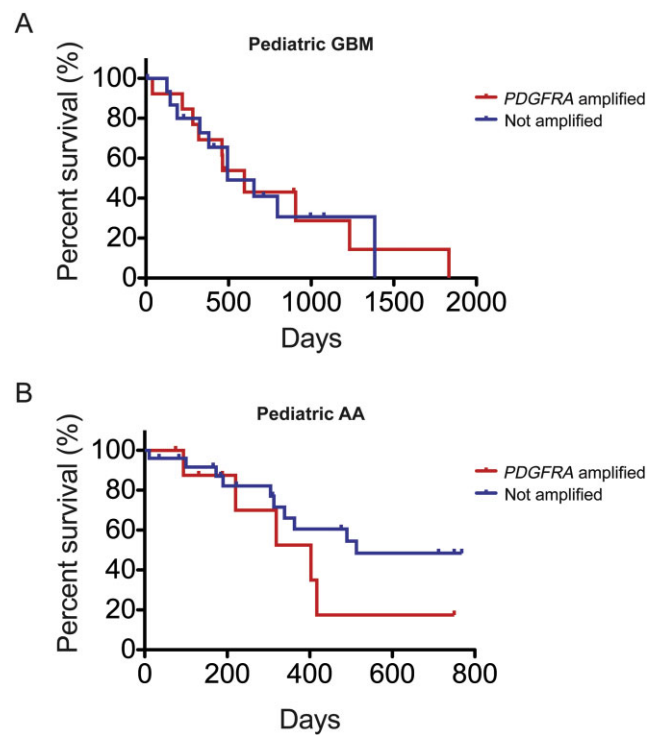 A
Pediatric GBM
Percent survival (%)
100
80
60
40
20
0
PDGFRA amplified
Not amplified
0 500 1000 1500 2000
Days
B
Pediatric AA
Percent survival (%)
100
80
60
40
20
0
PDGFRA amplified
Not amplified
0 200 400 600 800
Days